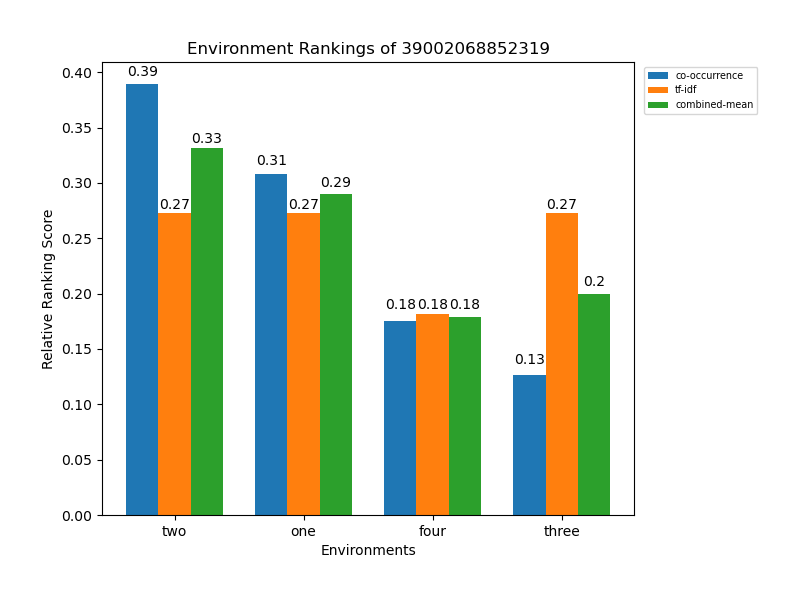 Environment Rankings of 39002068852319
co-occurrence
tf-idf
combined-mean
Relative Ranking Score
0.40
0.35
0.30
0.25
0.20
0.15
0.10
0.05
0.00
0.39
0.27
0.33
0.31
0.27
0.29
0.18
0.18
0.18
0.13
0.27
0.2
two
one
four
three
Environments